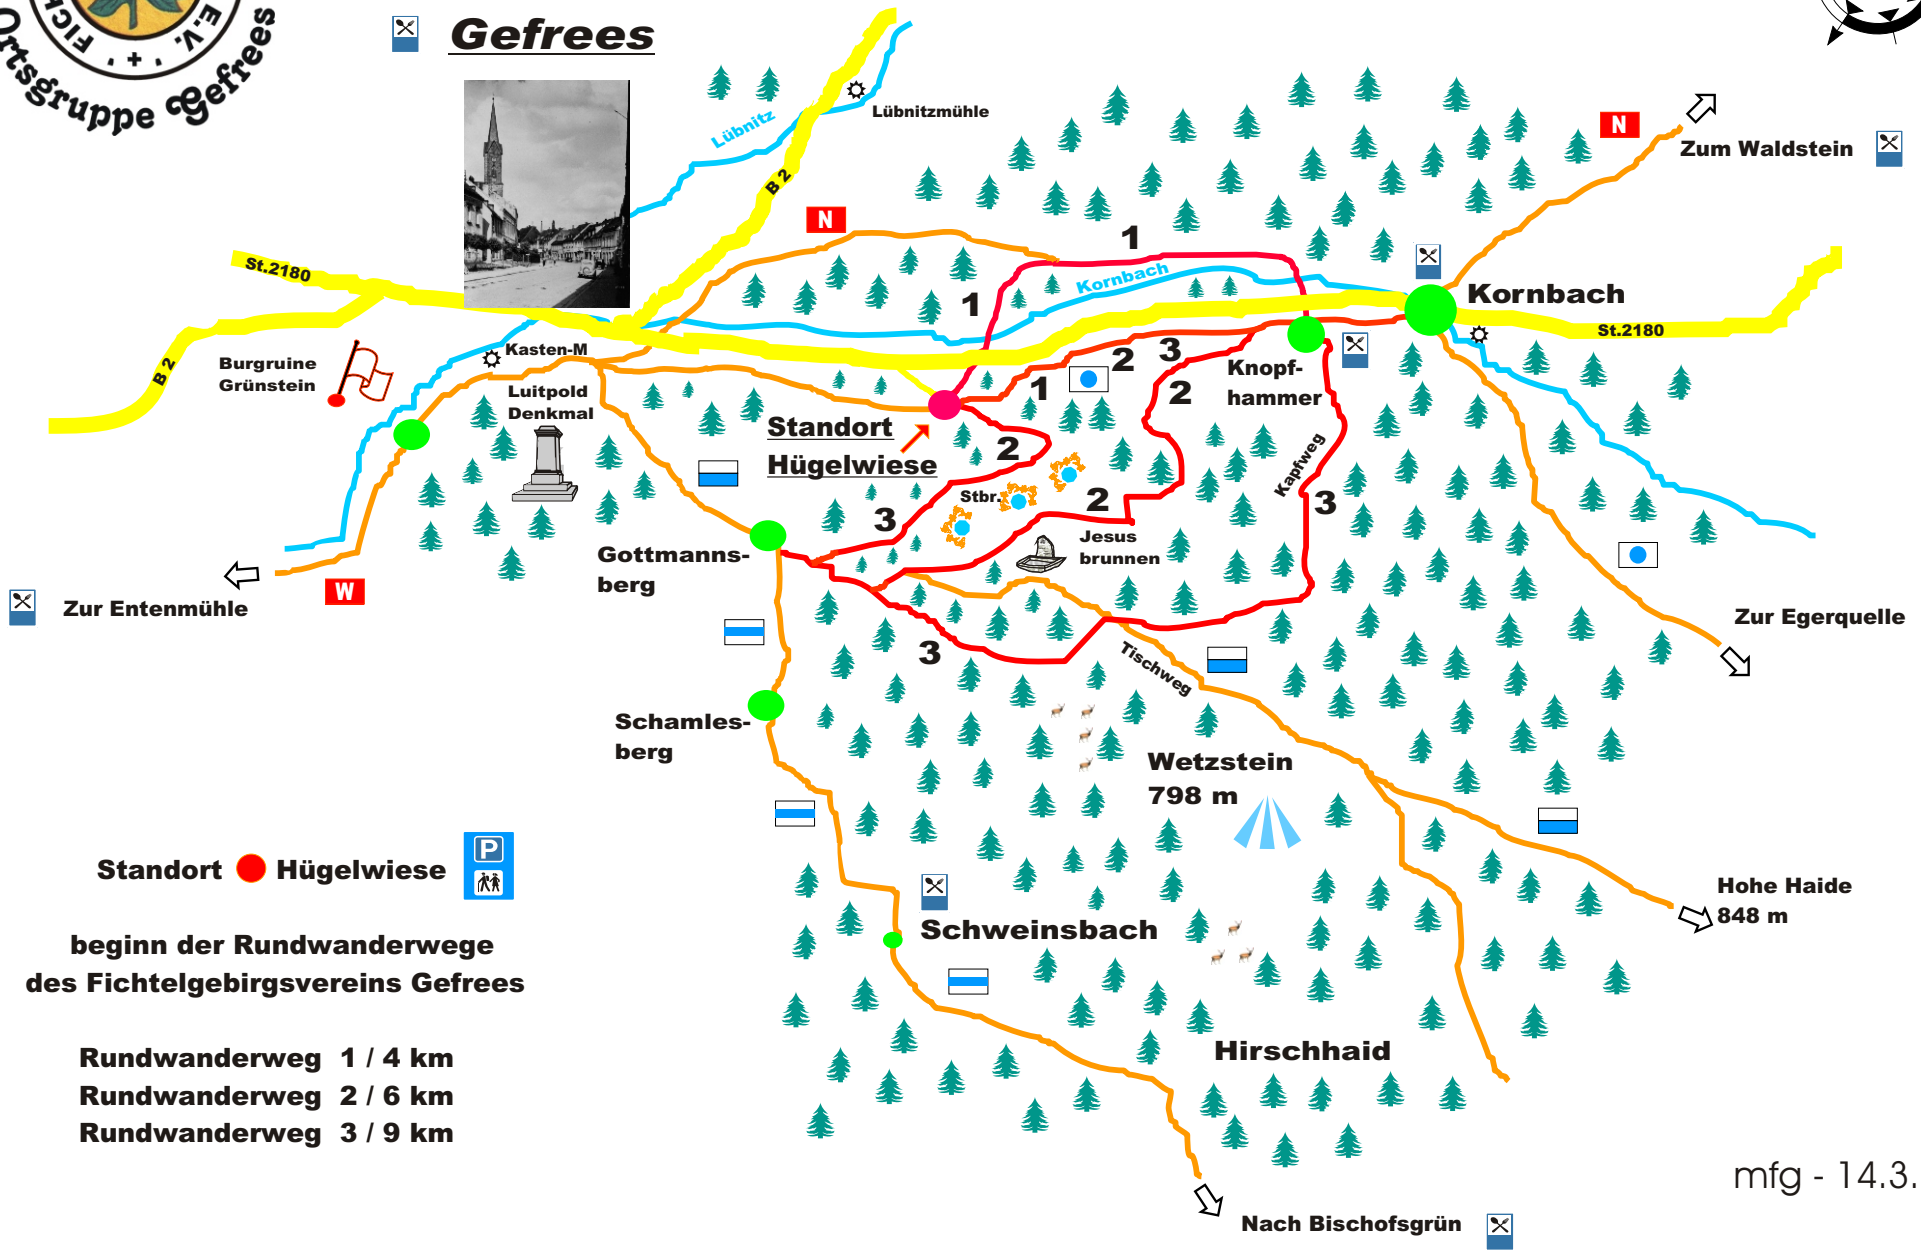 FICH
E.V.
Ortsgruppe Gefrees
Gefrees
Lübnitz
Lübnitzmühle
B 2
N
N
Zum Waldstein
St.2180
1
Kornbach
1
Kornbach
St.2180
B 2
Burgruine
Grünstein
Kasten-M
Luitpold
Denkmal
2
3
1
2
Knopf-
hammer
Standort
Hügelwiese
2
Kapfweg
3
Stbr.
2
3
Jesus
brunnen
Gottmanns-
berg
W
Zur Entenmühle
Zur Egerquelle
3
Tischweg
Schamles-
berg
Wetzstein
798 m
Standort Hügelwiese
P
Hohe Haide
848 m
beginn der Rundwanderwege
des Fichtelgebirgsvereins Gefrees
Schweinsbach
Rundwanderweg 1 / 4 km
Rundwanderweg 2 / 6 km
Rundwanderweg 3 / 9 km
Hirschhaid
mfg - 14.3.
Nach Bischofsgrün